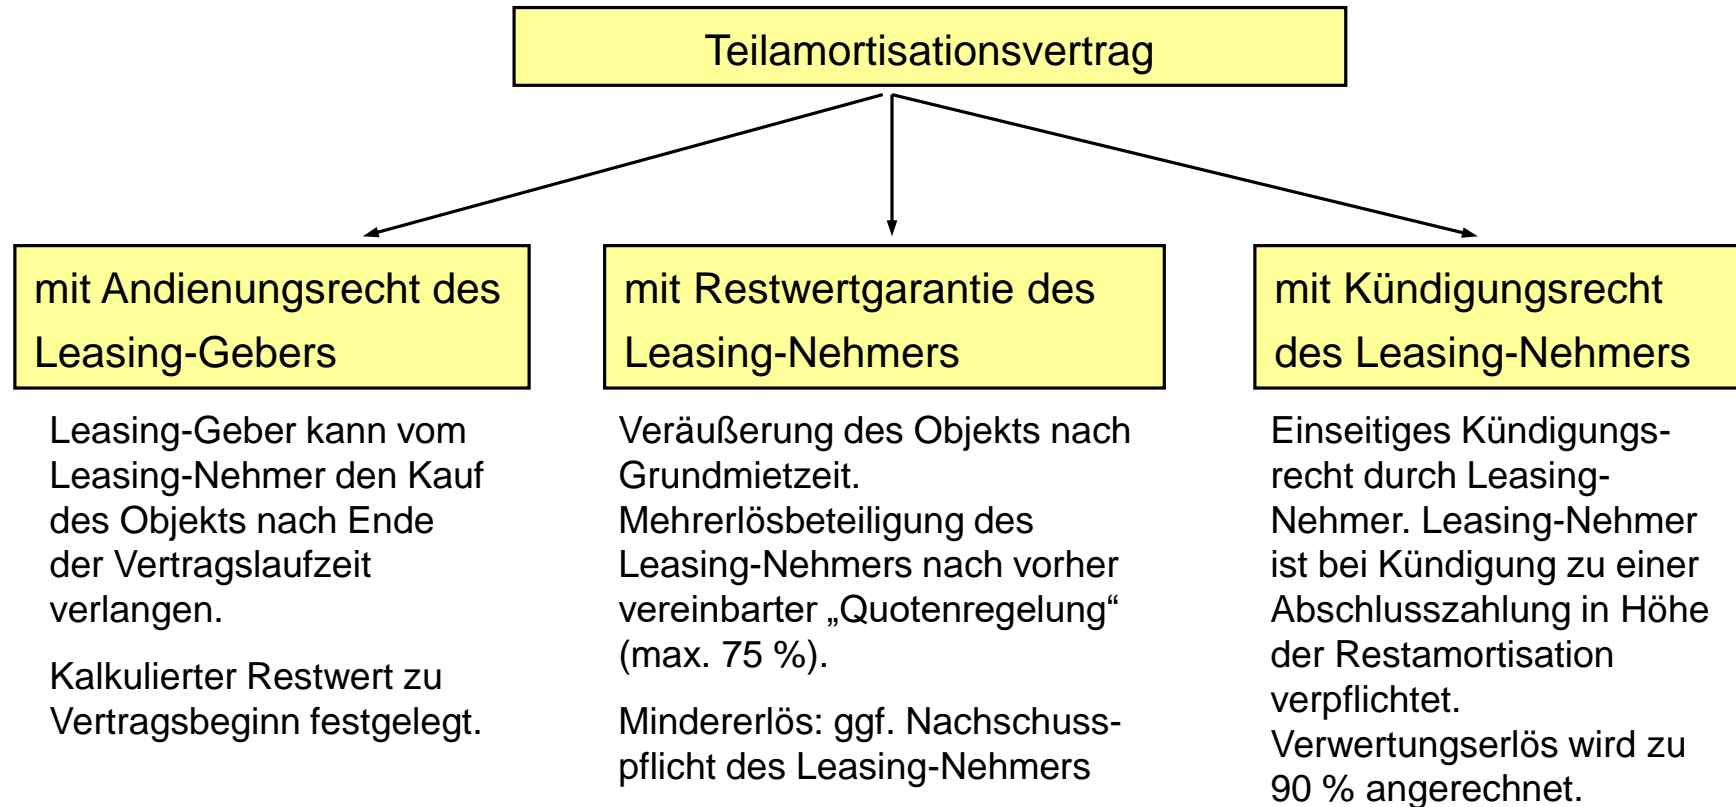 Teilamortisationsvertrag
mit Andienungsrecht des
Leasing-Gebers
Leasing-Geber kann vom
Leasing-Nehmer den Kauf
des Objekts nach Ende
der Vertragslaufzeit
verlangen.
Kalkulierter Restwert zu
Vertragsbeginn festgelegt.
mit Restwertgarantie des
Leasing-Nehmers
Veräußerung des Objekts nach
Grundmietzeit.
Mehrerlösbeteiligung des
Leasing-Nehmers nach vorher
vereinbarter „Quotenregelung“
(max. 75 %).
Mindererlös: ggf. Nachschuss-
pflicht des Leasing-Nehmers
mit Kündigungsrecht
des Leasing-Nehmers
Einseitiges Kündigungs-
recht durch Leasing-
Nehmer. Leasing-Nehmer
ist bei Kündigung zu einer
Abschlusszahlung in Höhe
der Restamortisation
verpflichtet.
Verwertungserlös wird zu
90 % angerechnet.